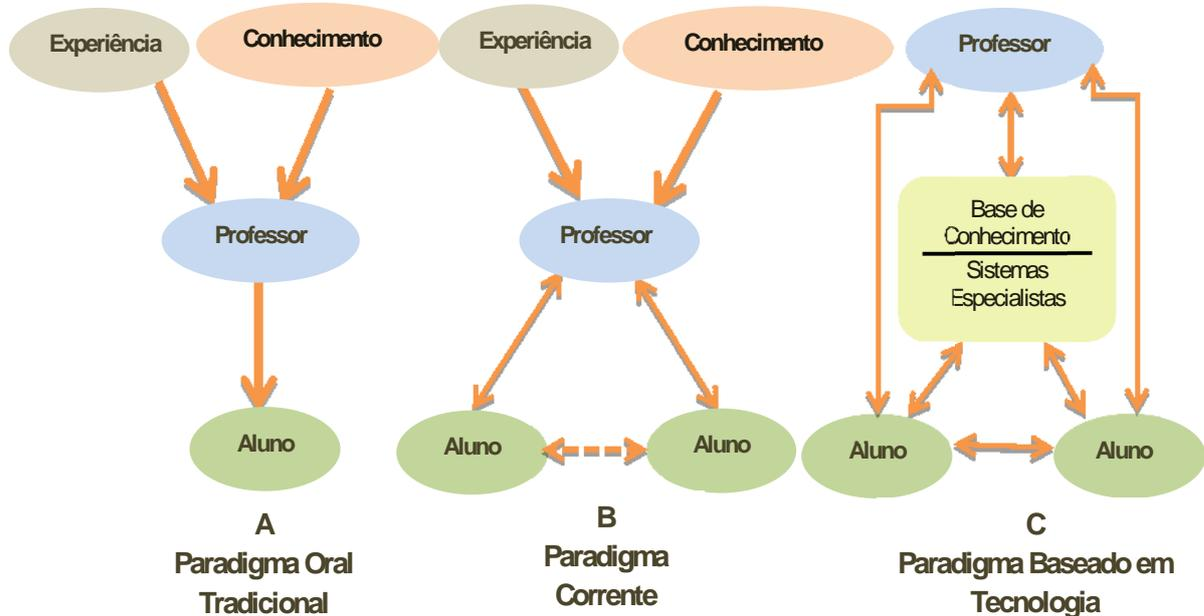 Experiência
Conhecimento
Professor
Aluno
A
Paradigma Oral
Tradicional
Experiência
Conhecimento
Professor
Aluno
Aluno
B
Paradigma
Corrente
Professor
Base de
Conhecimento
Sistemas
Especialistas
Aluno
Aluno
C
Paradigma Baseado em
Tecnologia